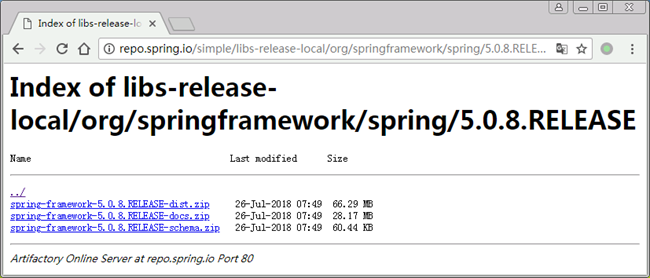 Index of libs-release-lo
repo.spring.io/simple/libs-release-local/org/springframework/spring/5.0.8.RELE...
Index of libs-release-
local/org/springframework/spring/5.0.8.RELEASE
Name Last modified Size
../
spring-framework-5.0.8.RELEASE-dist.zip 26-Jul-2018 07:49 66.29 MB
spring-framework-5.0.8.RELEASE-docs.zip 26-Jul-2018 07:49 28.17 MB
spring-framework-5.0.8.RELEASE-schema.zip 26-Jul-2018 07:49 60.44 KB
Artifactory Online Server at repo.spring.io Port 80